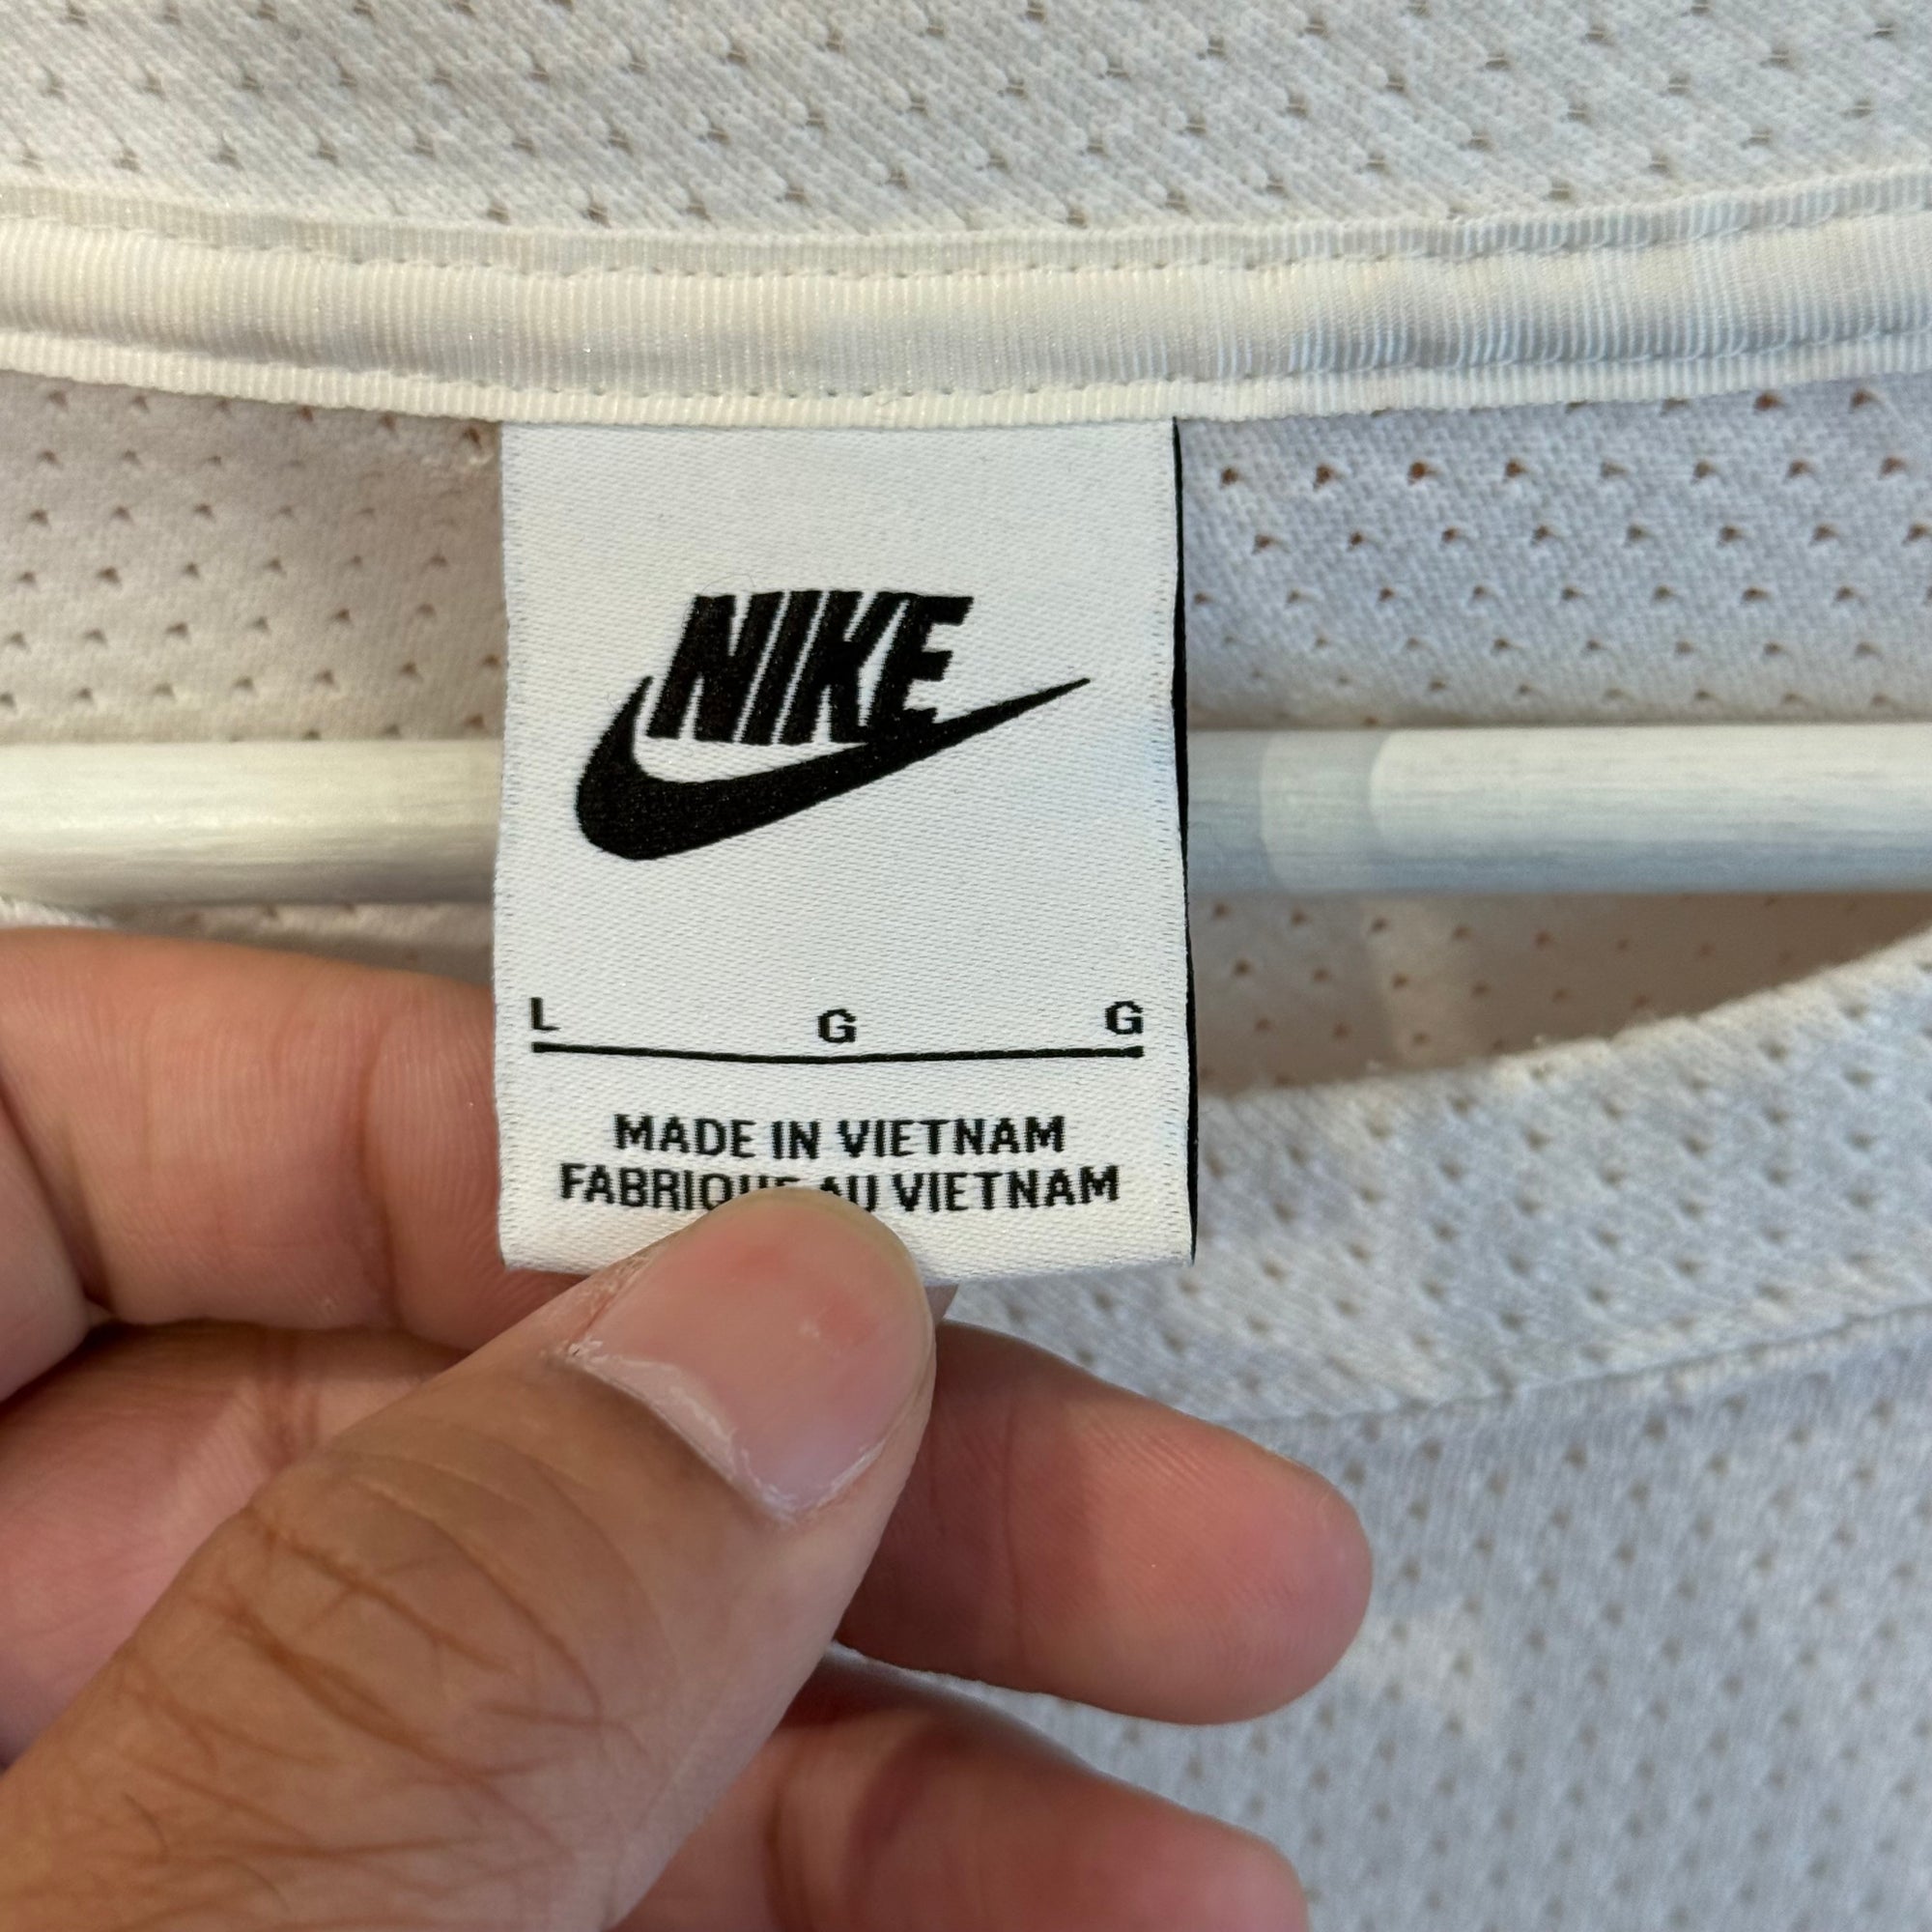 NIKE
L G G
MADE IN VIETNAM
FABRIQUE AU VIETNAM